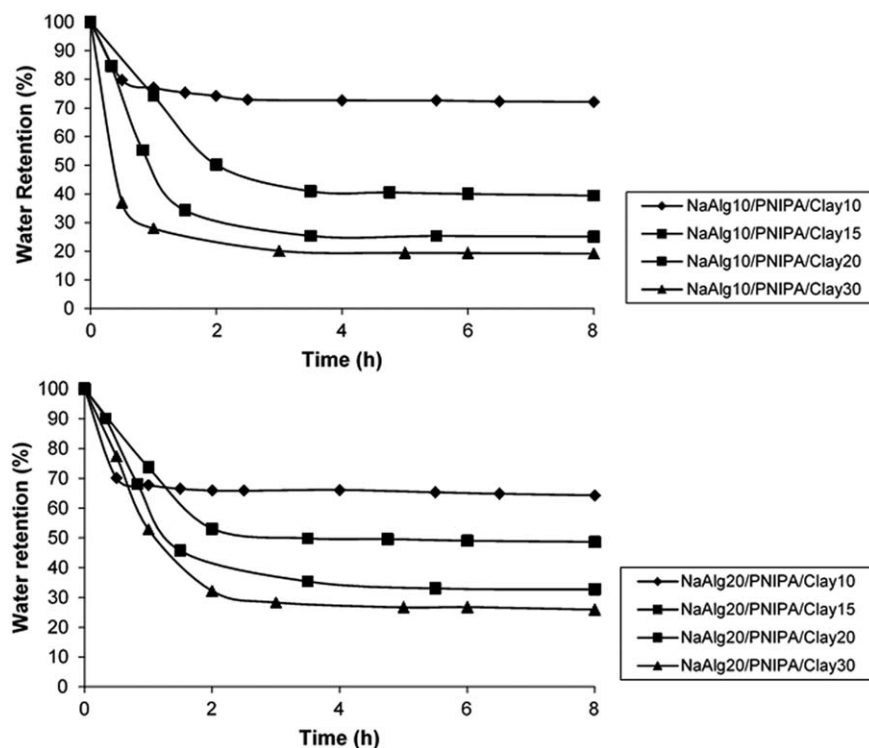 100
90
80
70
60
50
40
30
20
10
0
Water Retention (%)
0 2 4 6 8
Time (h)
NaAlg10/PNIPA/Clay10
NaAlg10/PNIPA/Clay15
NaAlg10/PNIPA/Clay20
NaAlg10/PNIPA/Clay30
100
90
80
70
60
50
40
30
20
10
0
Water retention (%)
0 2 4 6 8
Time (h)
NaAlg20/PNIPA/Clay10
NaAlg20/PNIPA/Clay15
NaAlg20/PNIPA/Clay20
NaAlg20/PNIPA/Clay30